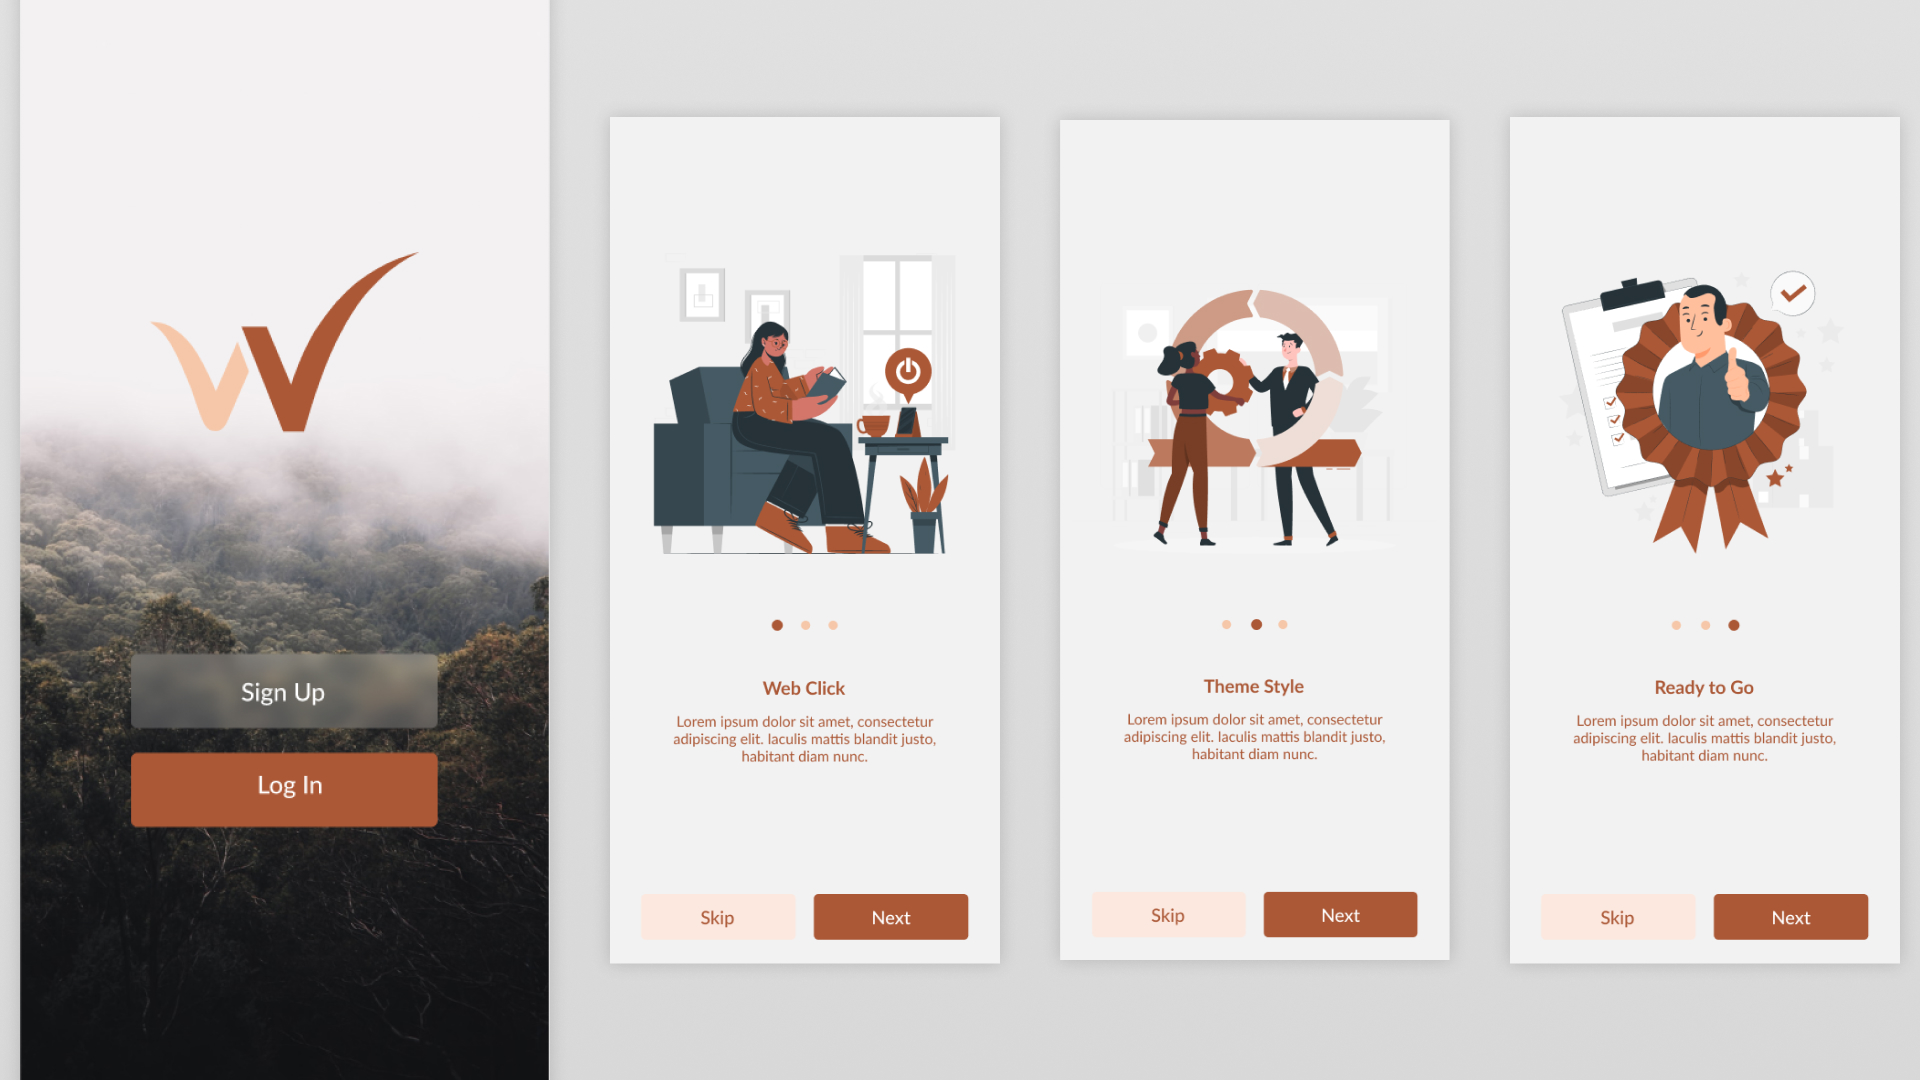 Sign Up
Log In
Web Click
Lorem ipsum dolor sit amet, consectetur
adipiscing elit. Iaculis mattis blandit justo,
habitant diam nunc.
Skip
Next
Theme Style
Lorem ipsum dolor sit amet, consectetur
adipiscing elit. Iaculis mattis blandit justo,
habitant diam nunc.
Skip
Next
Ready to Go
Lorem ipsum dolor sit amet, consectetur
adipiscing elit. Iaculis mattis blandit justo,
habitant diam nunc.
Skip
Next